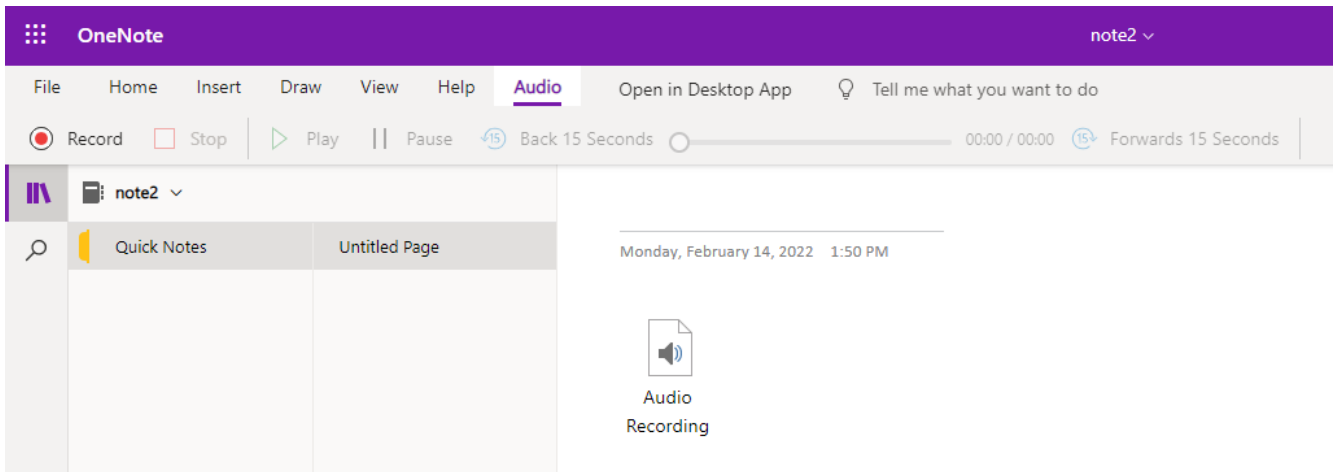 OneNote note2
File Home Insert Draw View Help Audio Open in Desktop App Tell me what you want to do
Record Stop Play Pause 15 Back 15 Seconds 00:00 / 00:00 15 Forwards 15 Seconds
note2
Quick Notes Untitled Page
Monday, February 14, 2022 1:50 PM
Audio
Recording